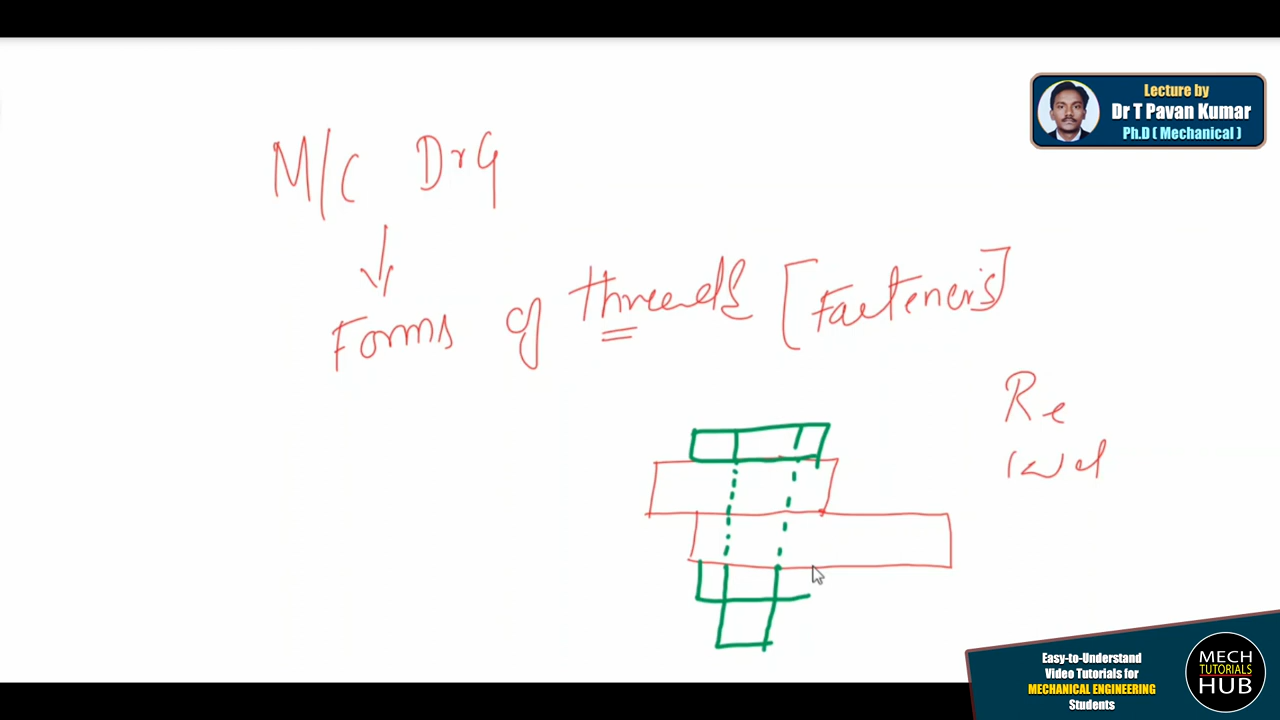 Lecture by
Dr T Pavan Kumar
Ph.D ( Mechanical )
M/C DrG
Forms of threads [Fasteners]
Re
Easy-to-Understand
Video Tutorials for
MECHANICAL ENGINEERING
Students
MECH
TUTORIALS
HUB